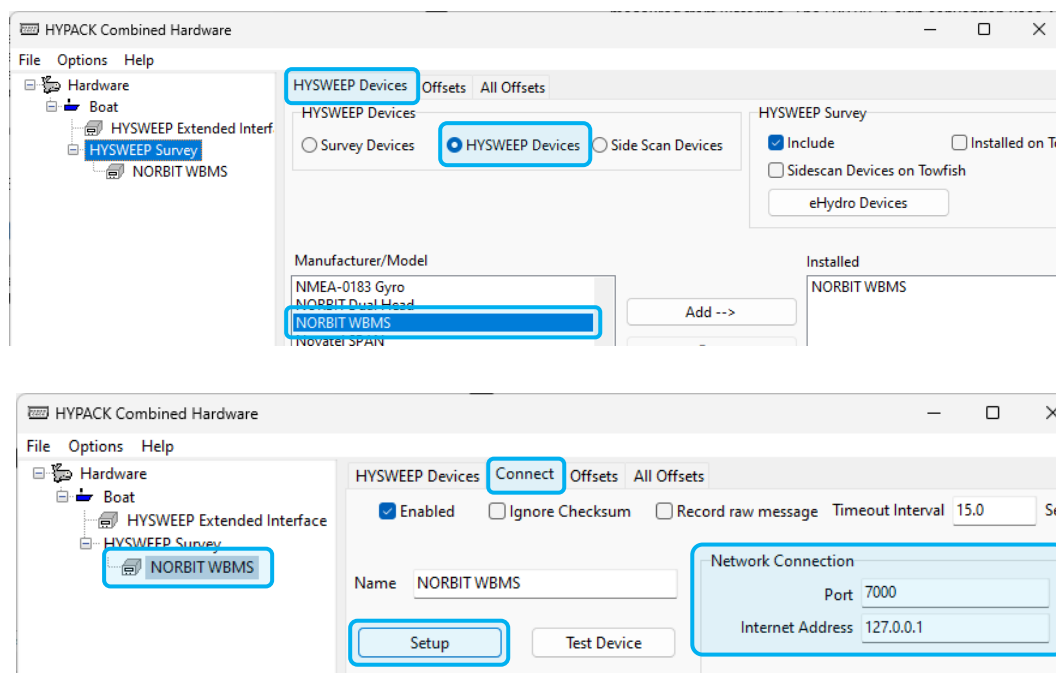 HYPACK Combined Hardware
File Options Help
Hardware
Boat
HYSWEEP Extended Interf
HYSWEEP Survey
NORBIT WBMS
HYSWEEP Devices Offsets All Offsets
HYSWEEP Devices
Survey Devices HYSWEEP Devices Side Scan Devices
HYSWEEP Survey
Include Installed on T
Sidescan Devices on Towfish
eHydro Devices
Manufacturer/Model
NMEA-0183 Gyro
NORBIT Dual Head
NORBIT WBMS
Novatel SPAN
Add -->
Installed
NORBIT WBMS
HYPACK Combined Hardware
File Options Help
Hardware
Boat
HYSWEEP Extended Interface
HYSWEEP Survey
NORBIT WBMS
HYSWEEP Devices Connect Offsets All Offsets
Enabled Ignore Checksum Record raw message Timeout Interval 15.0 Se
Name NORBIT WBMS
Setup Test Device
Network Connection
Port 7000
Internet Address 127.0.0.1